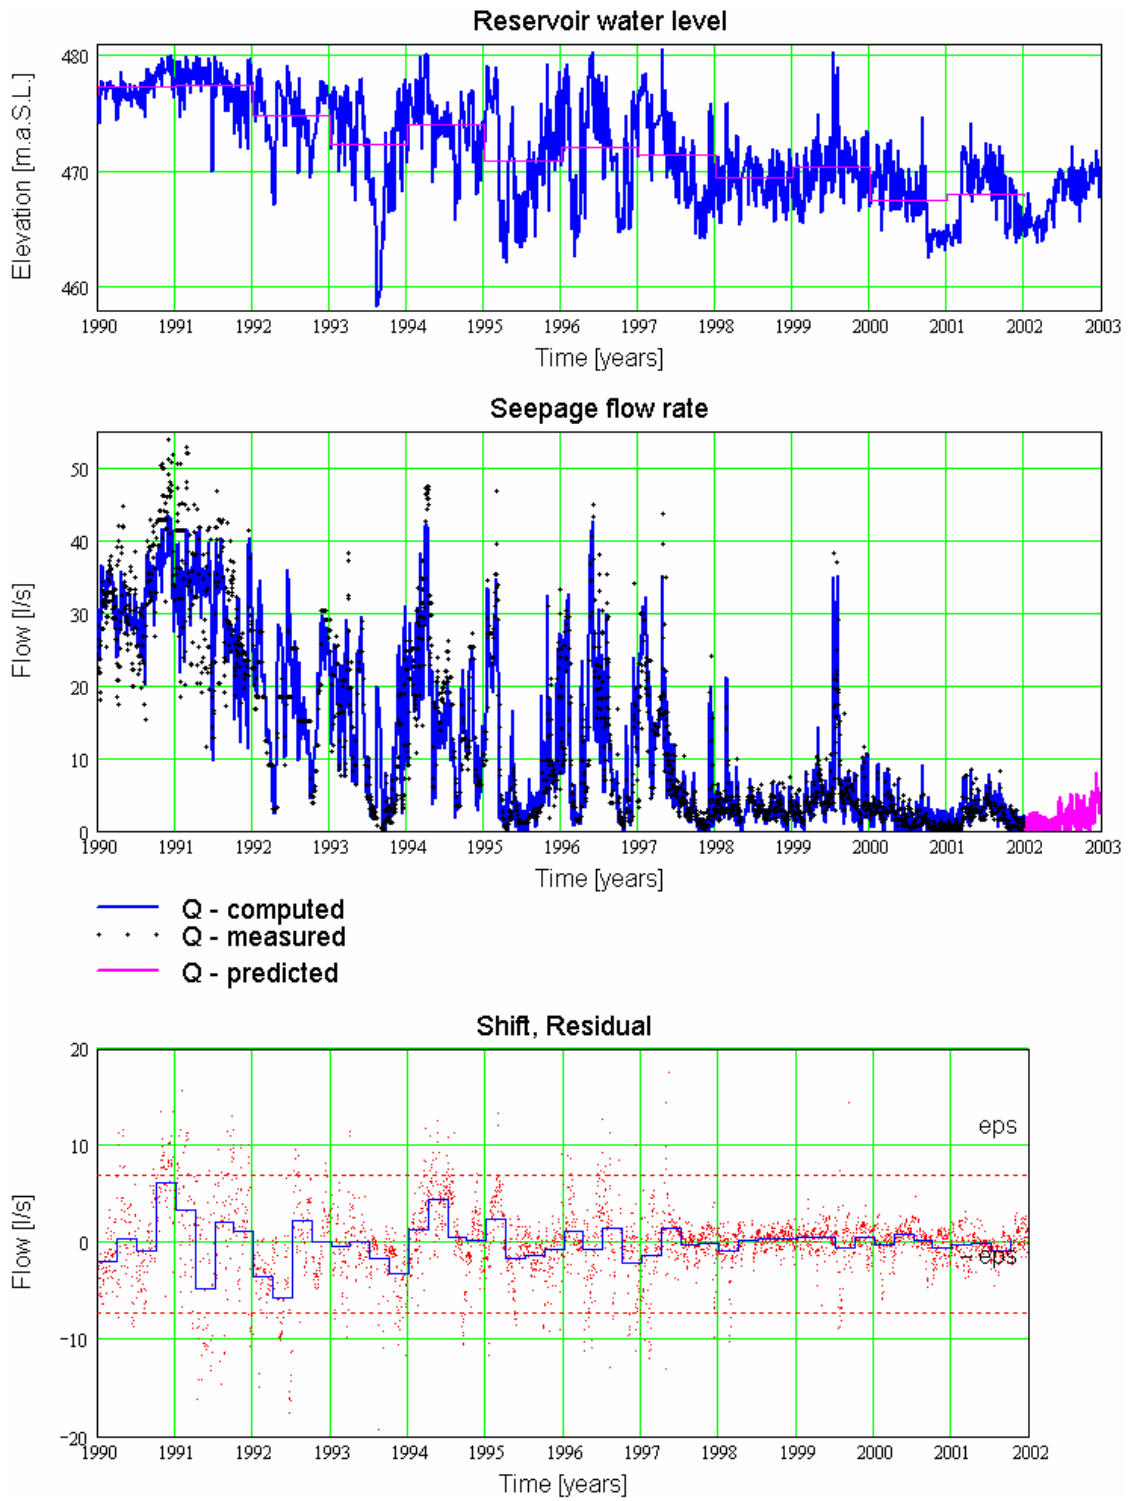 Reservoir water level
480
470
460
Elevation [m.a.S.L.]
1990 1991 1992 1993 1994 1995 1996 1997 1998 1999 2000 2001 2002 2003
Time [years]
Seepage flow rate
50
40
30
20
10
0
Flow [l/s]
1990 1991 1992 1993 1994 1995 1996 1997 1998 1999 2000 2001 2002 2003
Time [years]
Q - computed
Q - measured
Q - predicted
Shift, Residual
20
10
0
−10
−20
Flow [l/s]
eps
- eps
1990 1991 1992 1993 1994 1995 1996 1997 1998 1999 2000 2001 2002
Time [years]